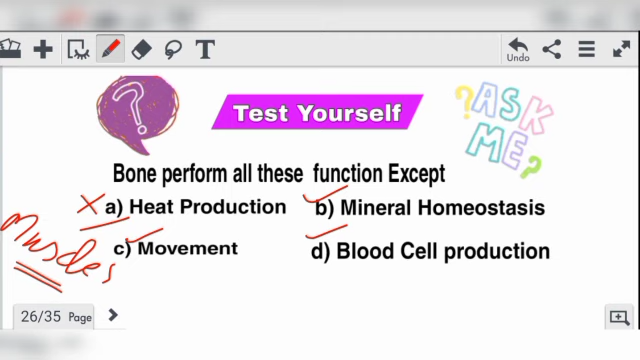 T
Undo
?
Test Yourself
?ASK
ME?
Bone perform all these function Except
a) Heat Production
b) Mineral Homeostasis
c) Movement
d) Blood Cell production
Muscles
26/35 Page